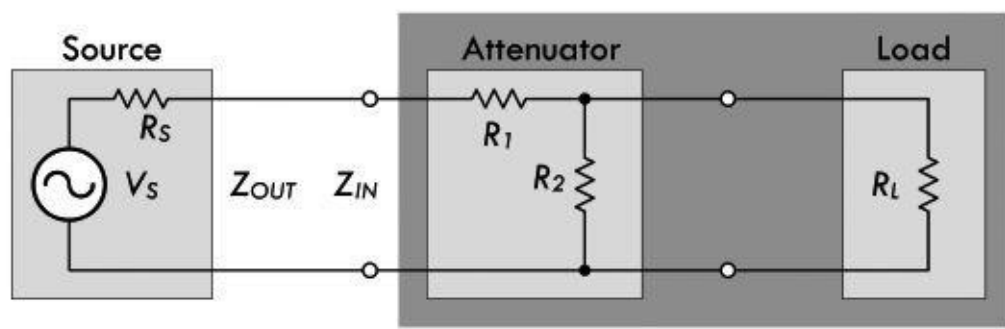 Source
Attenuator
Load
RS
R1
VS
ZOUT
ZIN
R2
RL